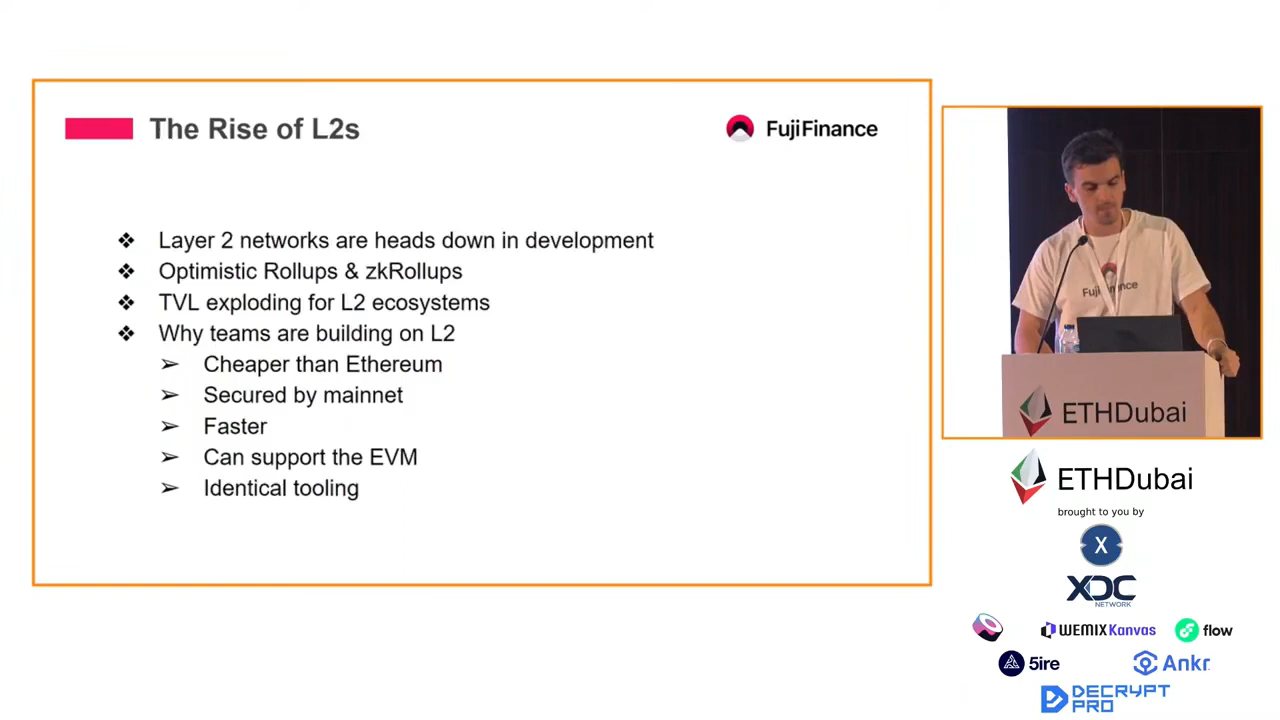 The Rise of L2s
FujiFinance
❖ Layer 2 networks are heads down in development
❖ Optimistic Rollups & zkRollups
❖ TVL exploding for L2 ecosystems
❖ Why teams are building on L2
➢ Cheaper than Ethereum
➢ Secured by mainnet
➢ Faster
➢ Can support the EVM
➢ Identical tooling
FujiFinance
ETHDubai
ETHDubai
brought to you by
X
XDC
NETWORK
WEMIX Kanvas
flow
5ire
Ankr
DECRYPT
PRO